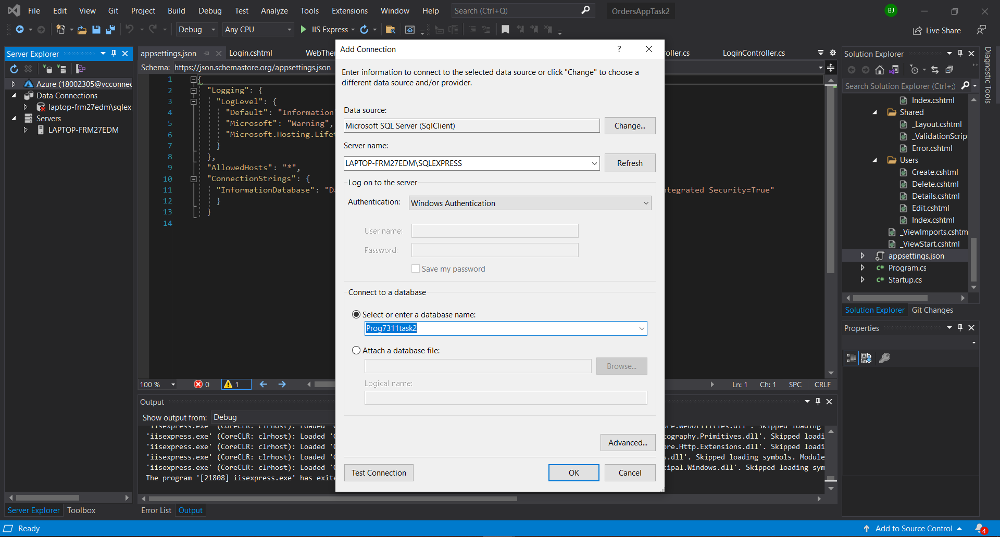 File Edit View Git Project Build Debug Test Analyze Tools Extensions Window Help Search (Ctrl+Q) OrdersAppTask2 BJ
Debug Any CPU IIS Express Live Share
Server Explorer
Azure (18002305@vcconnec
Data Connections
laptop-frm27edm\sqlexp
Servers
LAPTOP-FRM27EDM
Server Explorer Toolbox
appsettings.json Login.cshtml WebThe oller.cs LoginController.cs
Schema: https://json.schemastore.org/appsettings.json
1 {
2 "Logging": {
3 "LogLevel": {
4 "Default": "Information
5 "Microsoft": "Warning",
6 "Microsoft.Hosting.Lifet
7 }
8 },
9 "AllowedHosts": "*",
10 "ConnectionStrings": {
11 "InformationDatabase": "D ntegrated Security=True"
12 }
13 }
14
100 % 0 1 Ln: 1 Ch: 1 SPC CRLF
Add Connection ?
Enter information to connect to the selected data source or click "Change" to choose a
different data source and/or provider.
Data source:
Microsoft SQL Server (SqlClient) Change...
Server name:
LAPTOP-FRM27EDM\SQLEXPRESS Refresh
Log on to the server
Authentication: Windows Authentication
User name:
Password:
Save my password
Connect to a database
Select or enter a database name:
Prog7311task2
Attach a database file:
Browse...
Logical name:
Advanced...
Test Connection OK Cancel
Output
Show output from: Debug
'iisexpress.exe' (CoreCLR: clrhost): Loaded 'C ore.WebUtilities.dll'. Skipped loading
'iisexpress.exe' (CoreCLR: clrhost): Loaded 'C tography.Primitives.dll'. Skipped loadi
'iisexpress.exe' (CoreCLR: clrhost): Loaded 'C ore.Http.Extensions.dll'. Skipped loadi
'iisexpress.exe' (CoreCLR: clrhost): Loaded 'C s.dll'. Skipped loading symbols. Module
'iisexpress.exe' (CoreCLR: clrhost): Loaded 'C ipal.Windows.dll'. Skipped loading sym
The program '[21808] iisexpress.exe' has exite
Error List Output
Solution Explorer
Search Solution Explorer (Ctrl+;)
Index.cshtml
Shared
_Layout.cshtml
_ValidationScript
Error.cshtml
Users
Create.cshtml
Delete.cshtml
Details.cshtml
Edit.cshtml
Index.cshtml
_ViewImports.cshtm
_ViewStart.cshtml
appsettings.json
C# Program.cs
C# Startup.cs
Solution Explorer Git Changes
Properties
Diagnostic Tools
Ready Add to Source Control 4